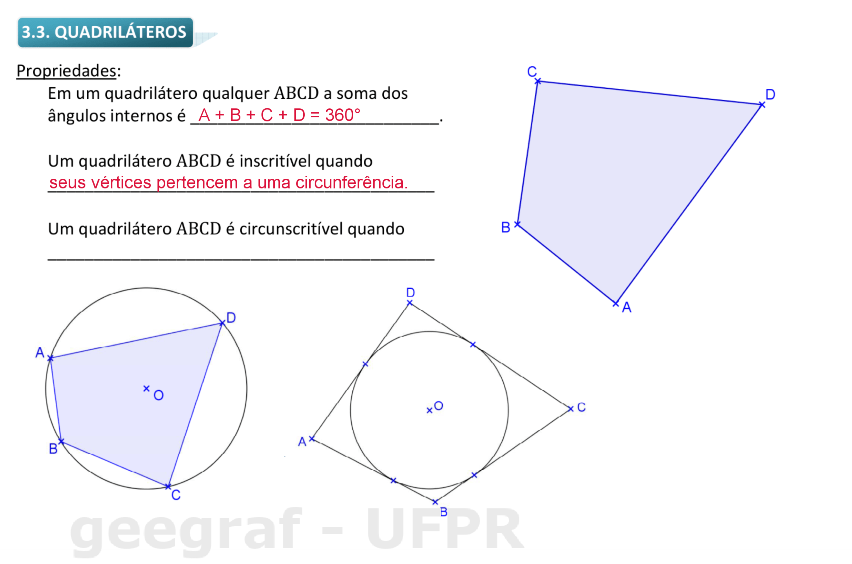 3.3. QUADRILÁTEROS
Propriedades:
Em um quadrilátero qualquer ABCD a soma dos
ângulos internos é A + B + C + D = 360° .
Um quadrilátero ABCD é inscritível quando
seus vértices pertencem a uma circunferência.
Um quadrilátero ABCD é circunscritível quando
C
D
B
A
D
A
O
B
C
D
O
C
A
B
geegraf - UFPR